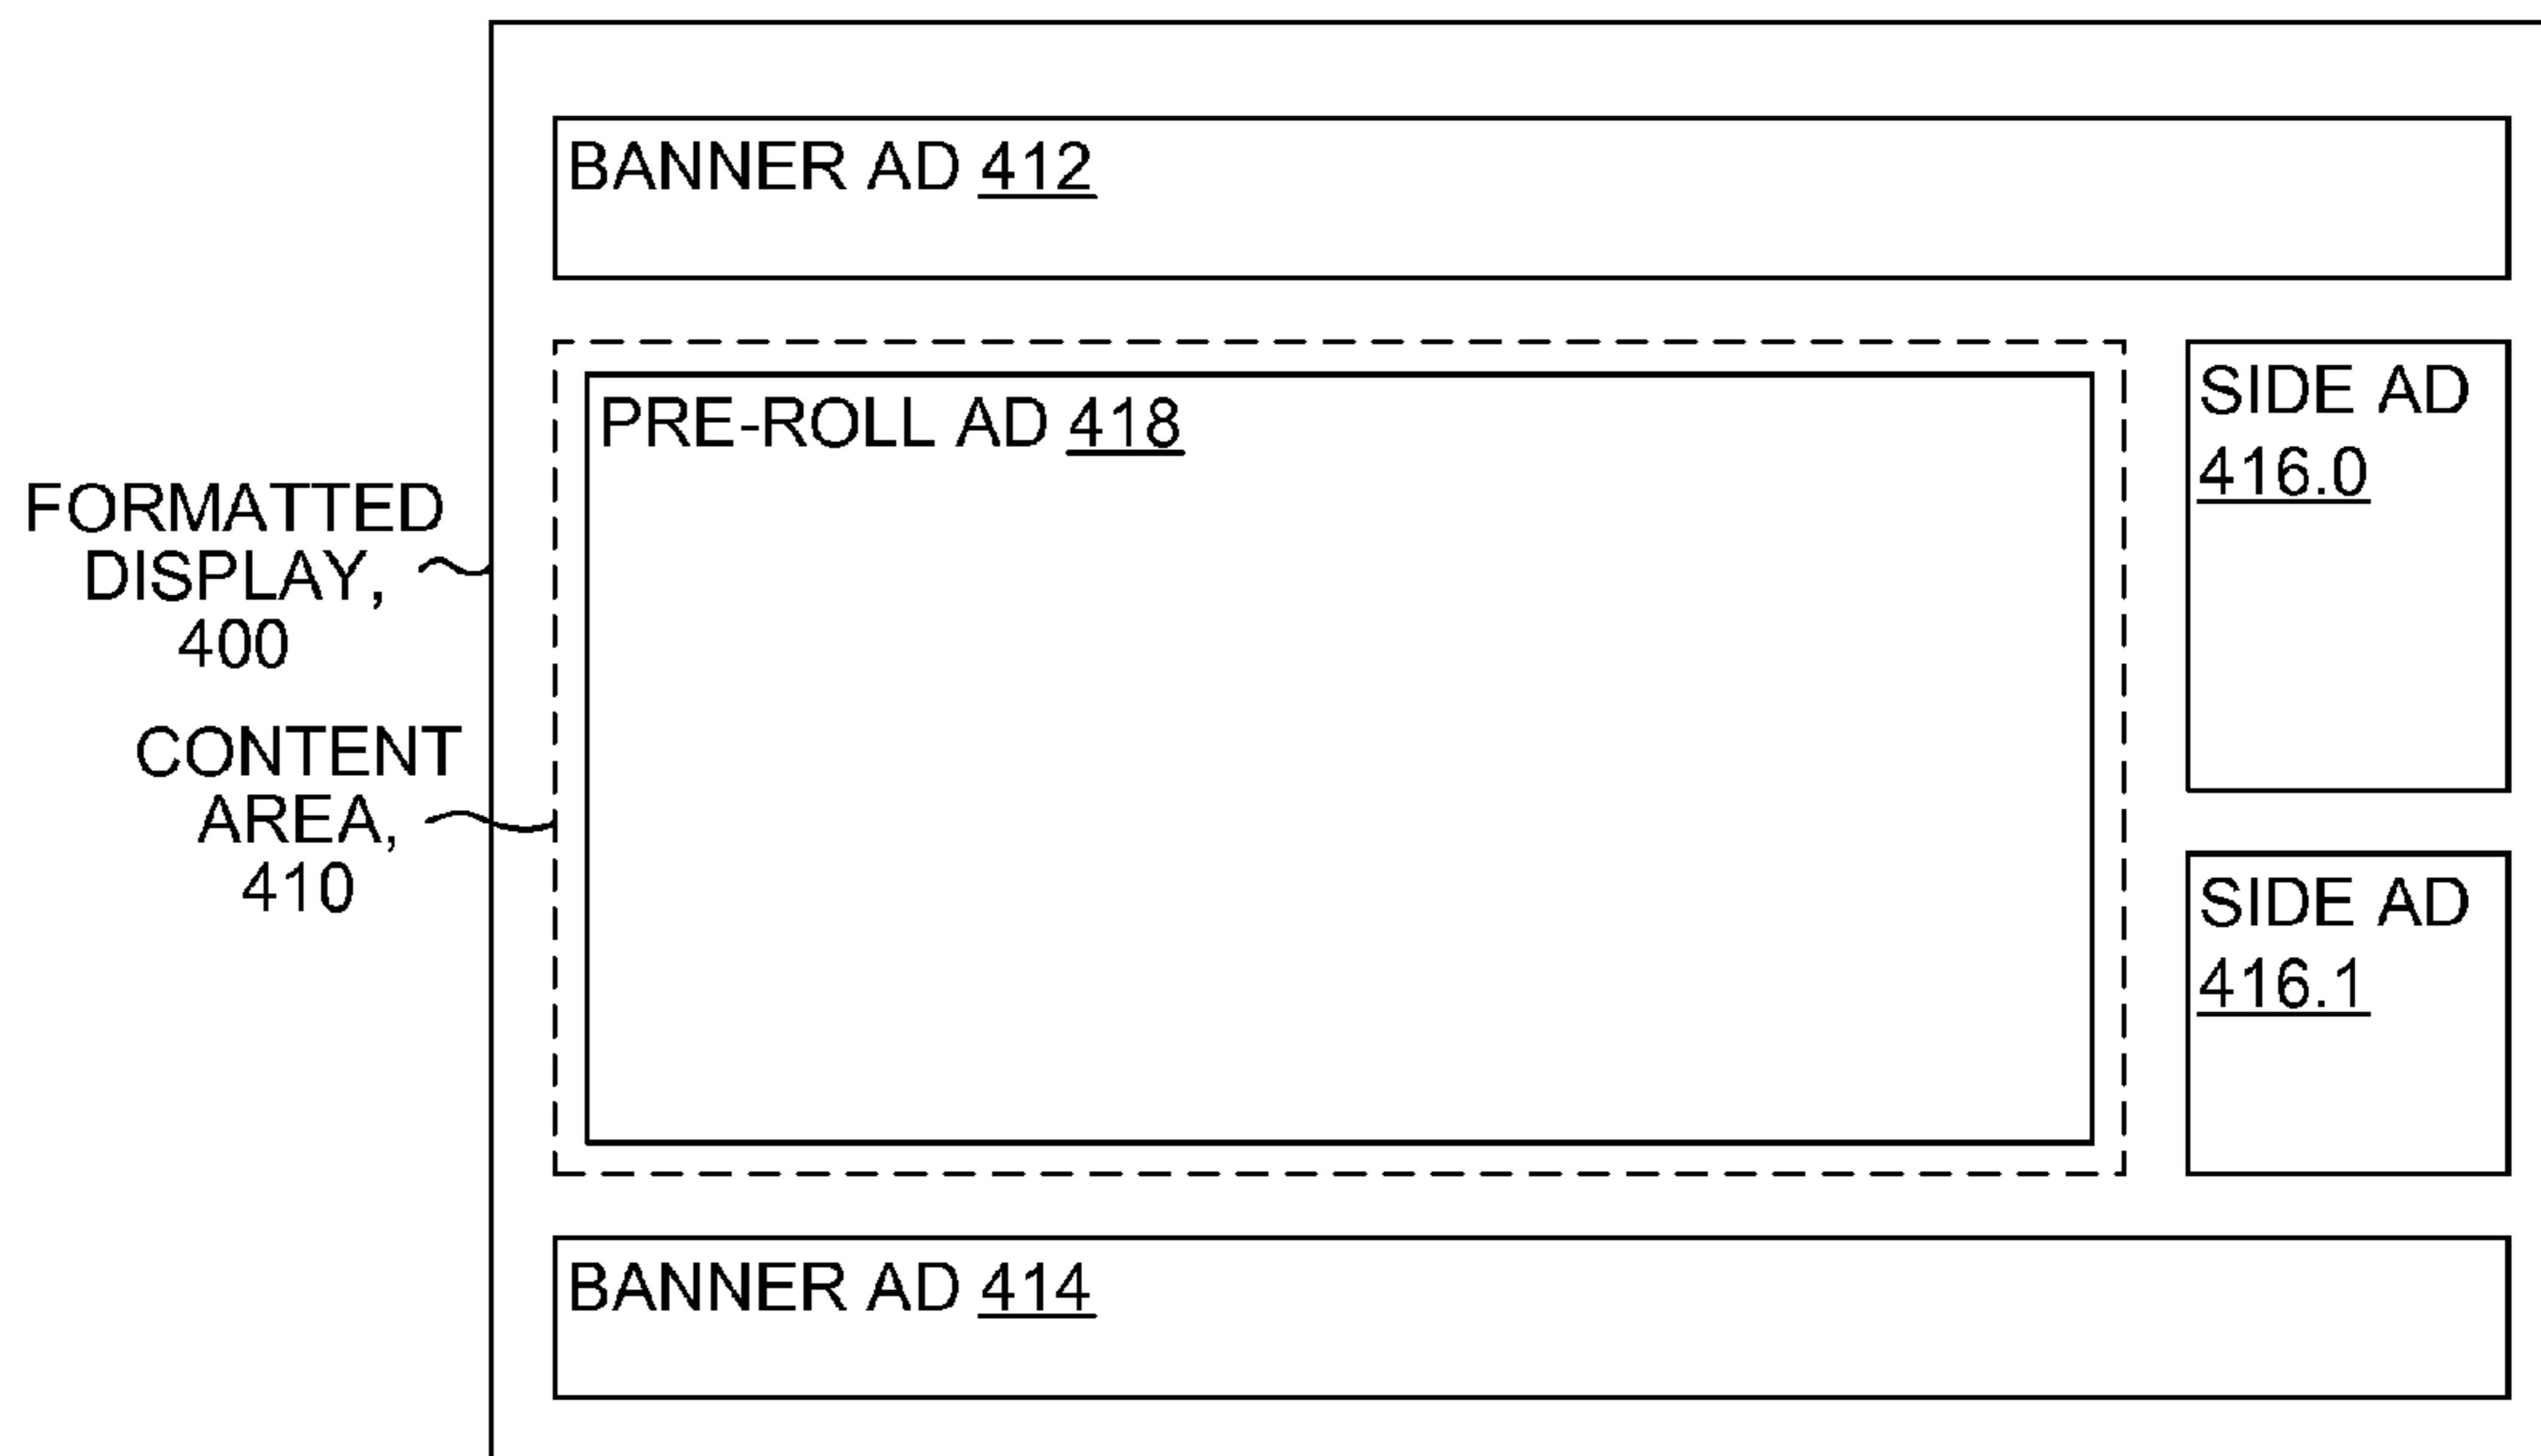 BANNER AD 412
PRE-ROLL AD 418
SIDE AD
416.0
FORMATTED
DISPLAY,
400
CONTENT
AREA,
410
SIDE AD
416.1
BANNER AD 414